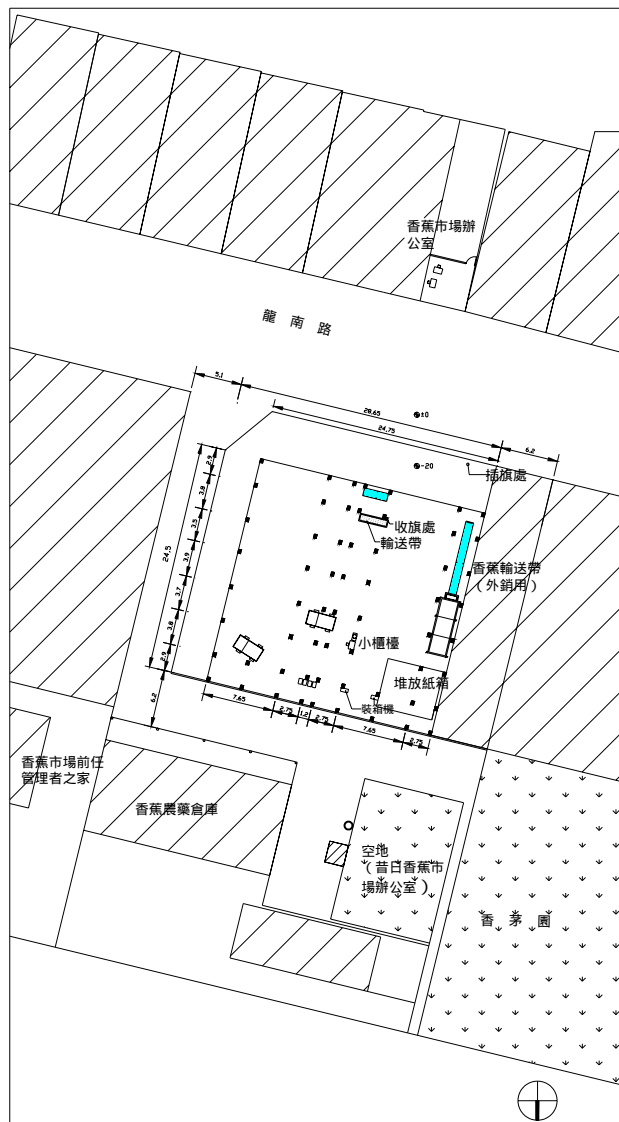 香蕉市場辦
公室
龍 南 路
5.1
28.65
24.75
6.2
±0
-20
插旗處
收旗處
輸送帶
香蕉輸送帶
（外銷用）
2.9
3.8
3.5
3.9
3.7
3.8
2.9
24.5
6.2
小櫃檯
堆放紙箱
裝箱機
7.65
2.75
1.2
2.75
7.65
2.75
香蕉市場前任
管理者之家
香蕉農藥倉庫
空地
（昔日香蕉市
場辦公室）
香 茅 園